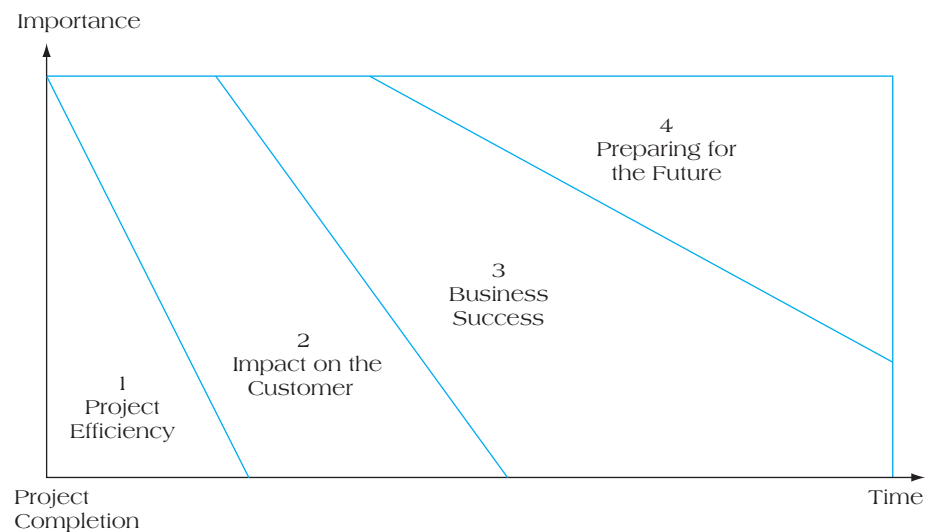 Importance
4
Preparing for
the Future
3
Business
Success
2
Impact on the
Customer
1
Project
Efficiency
Project
Completion
Time